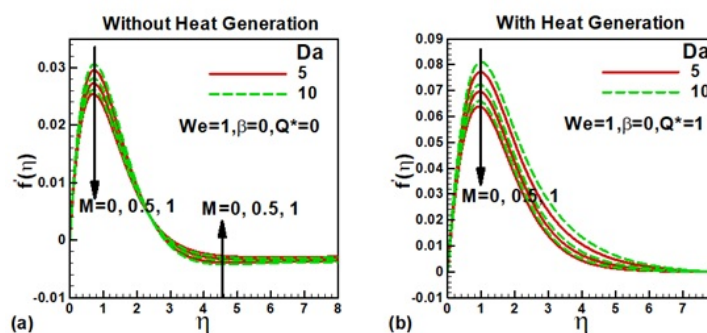 Without Heat Generation
Da
5
10
We=1,β=0,Q*=0
M=0, 0.5, 1
M=0, 0.5, 1
f'(η)
0.03
0.02
0.01
0
-0.01
0 1 2 3 4 5 6 7 8
η
(a)
With Heat Generation
Da
5
10
We=1,β=0,Q*=1
M=0, 0.5, 1
f'(η)
0.09
0.08
0.07
0.06
0.05
0.04
0.03
0.02
0.01
0
-0.01
0 1 2 3 4 5 6 7
η
(b)